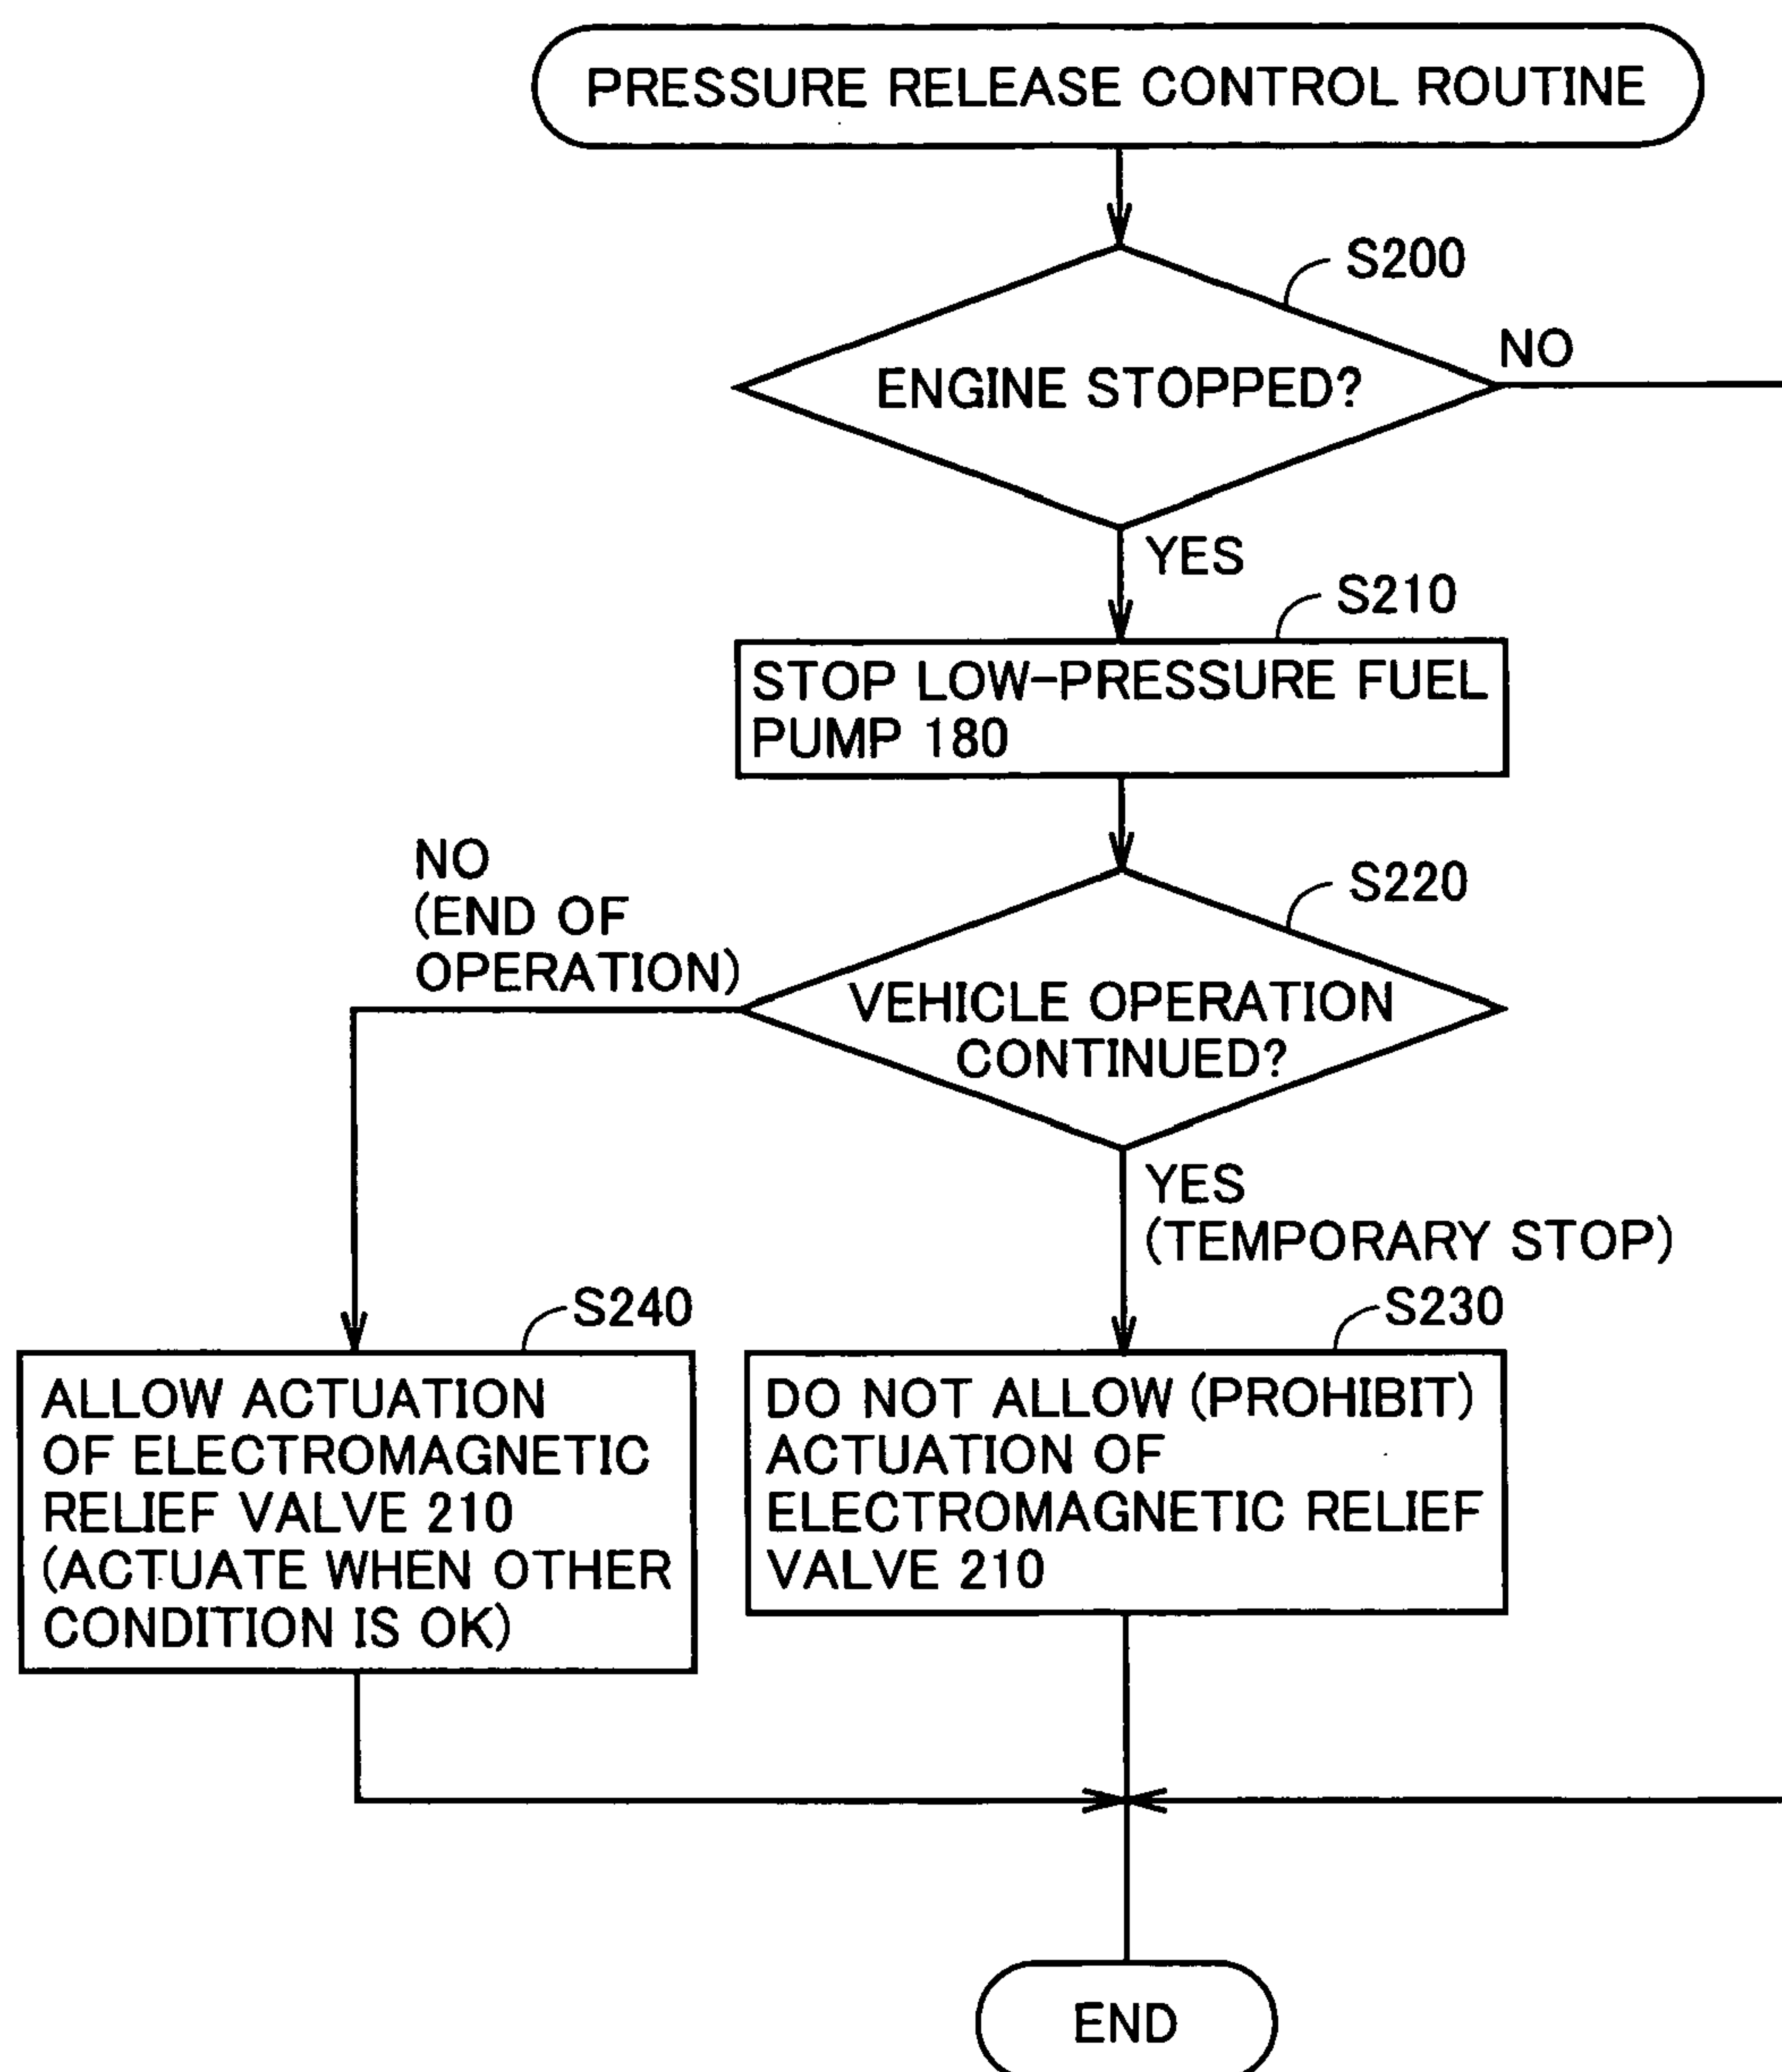 PRESSURE RELEASE CONTROL ROUTINE
S200
ENGINE STOPPED?
NO
YES
S210
STOP LOW-PRESSURE FUEL
PUMP 180
NO
(END OF
OPERATION)
S220
VEHICLE OPERATION
CONTINUED?
YES
(TEMPORARY STOP)
S240
ALLOW ACTUATION
OF ELECTROMAGNETIC
RELIEF VALVE 210
(ACTUATE WHEN OTHER
CONDITION IS OK)
S230
DO NOT ALLOW (PROHIBIT)
ACTUATION OF
ELECTROMAGNETIC RELIEF
VALVE 210
END